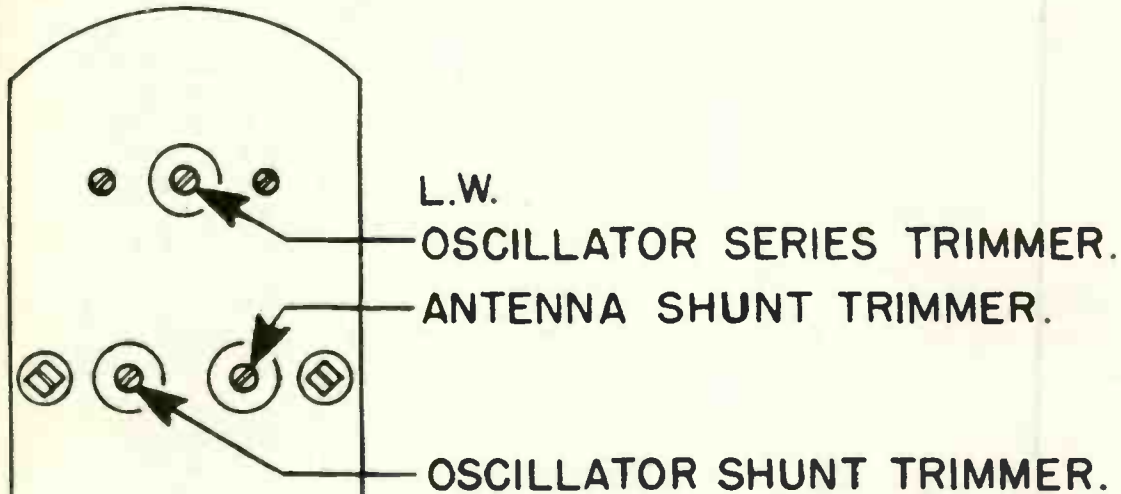 L.W.
OSCILLATOR SERIES TRIMMER.
ANTENNA SHUNT TRIMMER.
OSCILLATOR SHUNT TRIMMER.